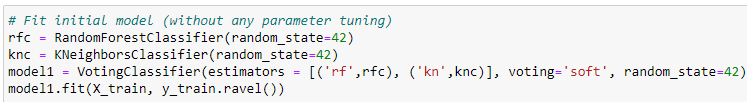 # Fit initial model (without any parameter tuning)
rfc = RandomForestClassifier(random_state=42)
knc = KNeighborsClassifier(random_state=42)
model1 = VotingClassifier(estimators = [('rf',rfc), ('kn',knc)], voting='soft', random_state=42)
model1.fit(X_train, y_train.ravel())